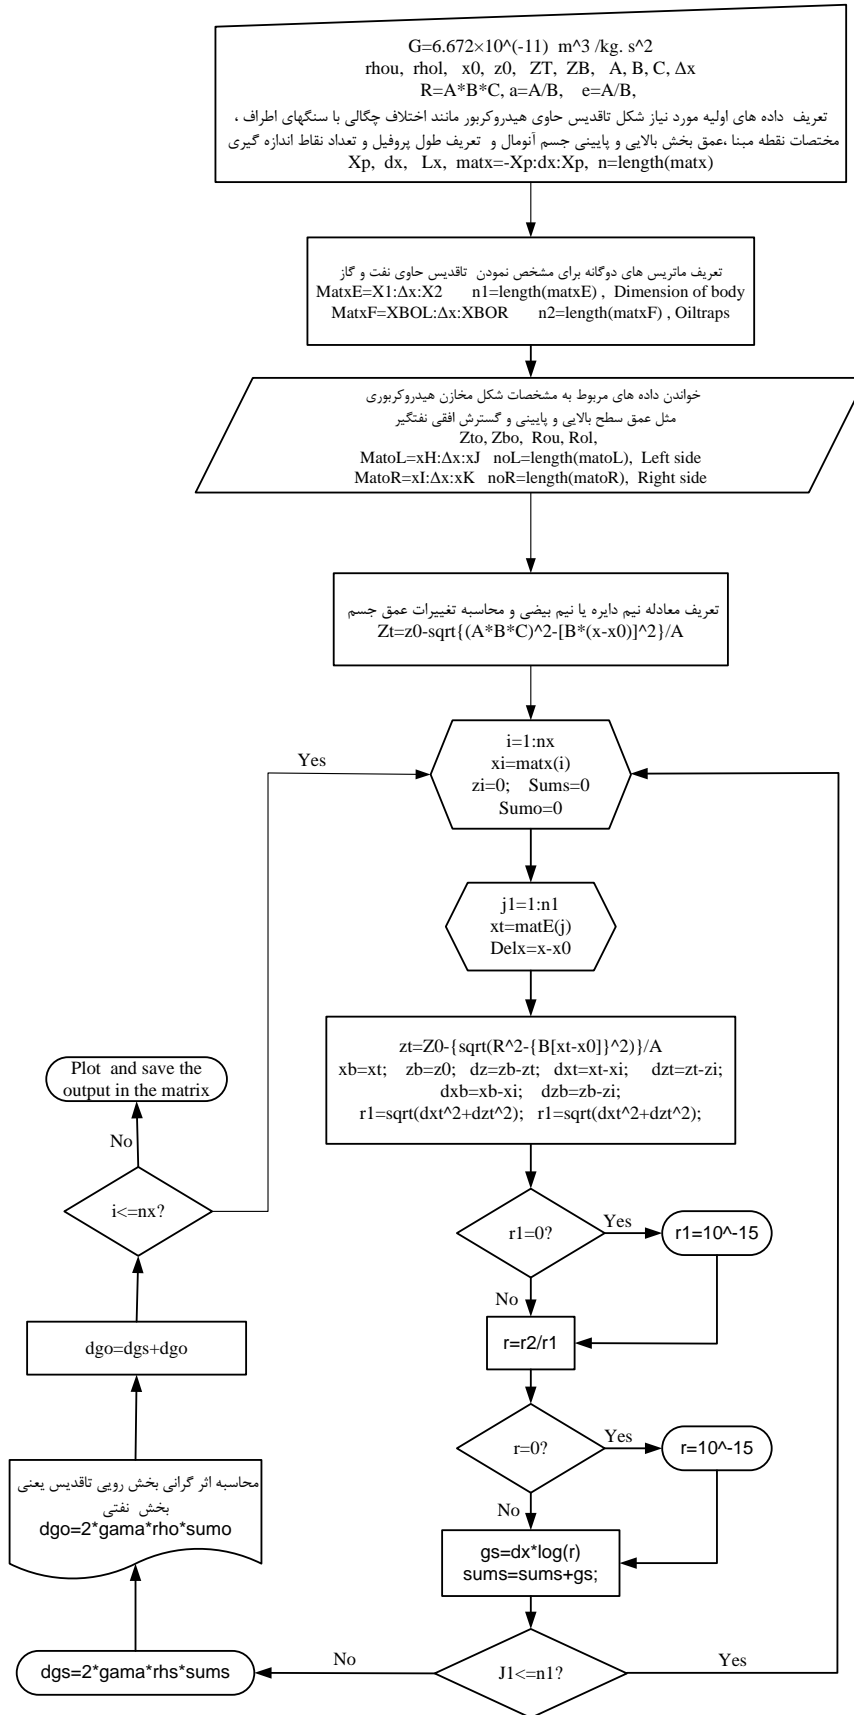 G=6.672×10^(-11) m^3 /kg. s^2
rhou, rhol, x0, z0, ZT, ZB, A, B, C, Δx
R=A*B*C, a=A/B, e=A/B,
تعریف داده های اولیه مورد نیاز شکل تاقدیس حاوی هیدروکربور مانند اختلاف چگالی با سنگهای اطراف ،
مختصات نقطه مبنا ،عمق بخش بالایی و پایینی جسم آنومال و تعریف طول پروفیل و تعداد نقاط اندازه گیری
Xp, dx, Lx, matx=-Xp:dx:Xp, n=length(matx)
تعریف ماتریس های دوگانه برای مشخص نمودن تاقدیس حاوی نفت و گاز
MatxE=X1:Δx:X2 n1=length(matxE) , Dimension of body
MatxF=XBOL:Δx:XBOR n2=length(matxF) , Oiltraps
خواندن داده های مربوط به مشخصات شکل مخازن هیدروکربوری
مثل عمق سطح بالایی و پایینی و گسترش افقی نفتگیر
Zto, Zbo, Rou, Rol,
MatoL=xH:Δx:xJ noL=length(matoL), Left side
MatoR=xI:Δx:xK noR=length(matoR), Right side
تعریف معادله نیم دایره یا نیم بیضی و محاسبه تغییرات عمق جسم
Zt=z0-sqrt{(A*B*C)^2-[B*(x-x0)]^2}/A
i=1:nx
xi=matx(i)
zi=0; Sums=0
Sumo=0
Yes
j1=1:n1
xt=matE(j)
Delx=x-x0
zt=Z0-{sqrt(R^2-{B[xt-x0]}^2)}/A
xb=xt; zb=z0; dz=zb-zt; dxt=xt-xi; dzt=zt-zi;
dxb=xb-xi; dzb=zb-zi;
r1=sqrt(dxt^2+dzt^2); r1=sqrt(dxt^2+dzt^2);
Plot and save the
output in the matrix
No
i<=nx?
r1=0?
Yes
r1=10^-15
No
r=r2/r1
dgo=dgs+dgo
r=0?
Yes
r=10^-15
No
محاسبه اثر گرانی بخش رویی تاقدیس یعنی
بخش نفتی
dgo=2*gama*rho*sumo
gs=dx*log(r)
sums=sums+gs;
J1<=n1?
Yes
No
dgs=2*gama*rhs*sums